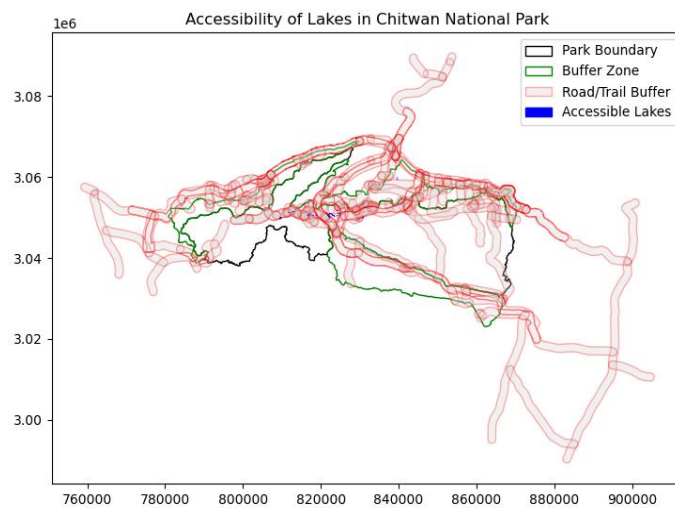 Accessibility of Lakes in Chitwan National Park
1e6
Park Boundary
Buffer Zone
Road/Trail Buffer
Accessible Lakes
3.08
3.06
3.04
3.02
3.00
760000 780000 800000 820000 840000 860000 880000 900000